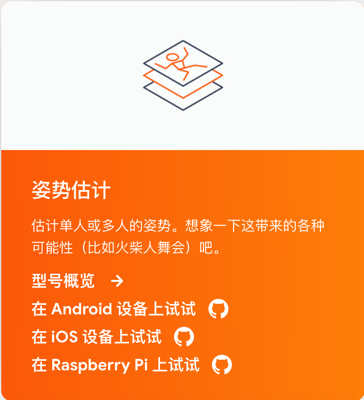 姿势估计
估计单人或多人的姿势。想象一下这带来的各种
可能性（比如火柴人舞会）吧。
型号概览 →
在 Android 设备上试试
在 iOS 设备上试试
在 Raspberry Pi 上试试